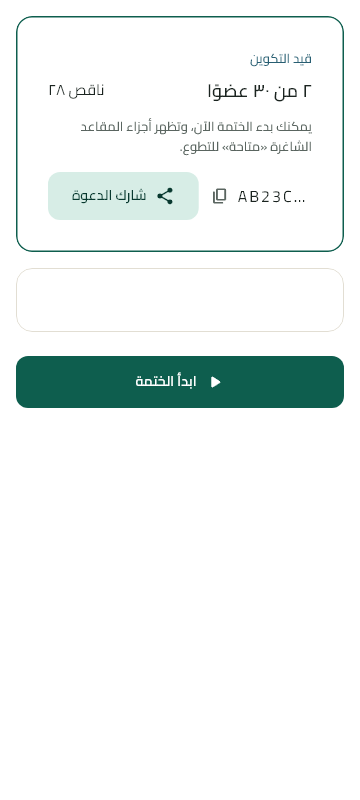 قيد التكوين
٢ من ٣٠ عضوًا
ناقص ٢٨
يمكنك بدء الختمة الآن، وتظهر أجزاء المقاعد
الشاغرة «متاحة» للتطوع.
AB23C...
شارك الدعوة
ابدأ الختمة